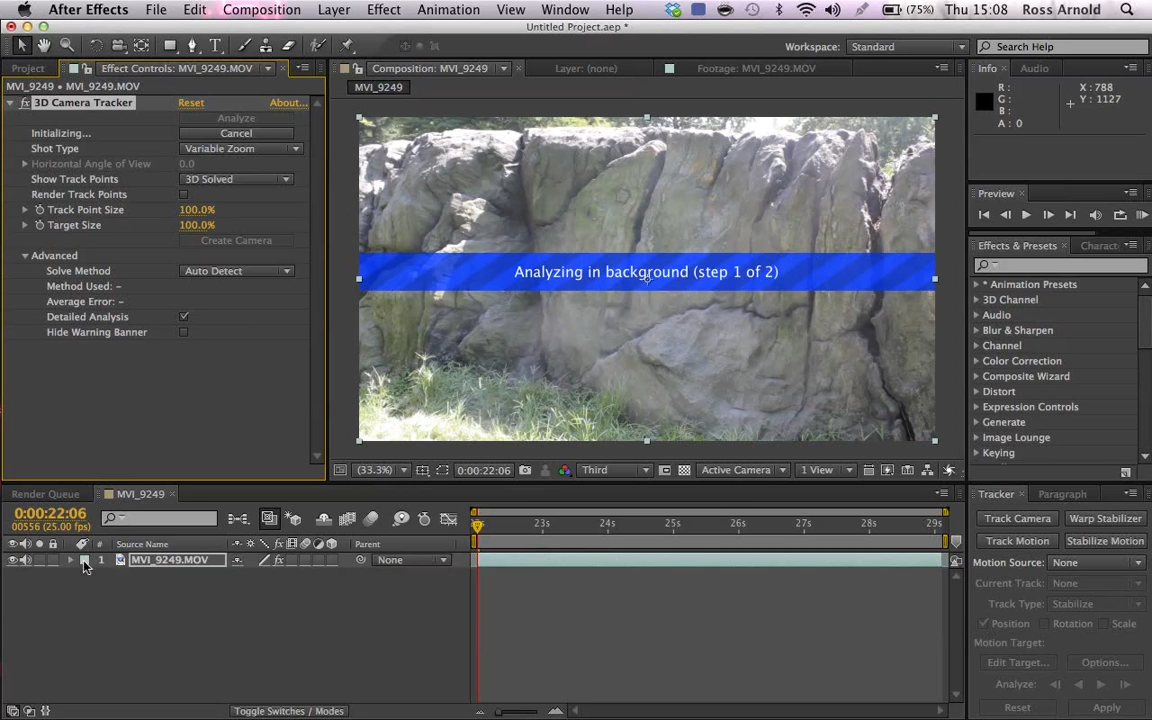 After Effects File Edit Composition Layer Effect Animation View Window Help (75%) Thu 15:08 Ross Arnold
Untitled Project.aep *
Workspace: Standard Search Help
Project Effect Controls: MVI_9249.MOV Composition: MVI_9249 Layer: (none) Footage: MVI_9249.MOV Info Audio
MVI_9249 • MVI_9249.MOV MVI_9249
3D Camera Tracker Reset About...
R: X: 788
G: Y: 1127
B:
A: 0
Analyze
Initializing... Cancel
Shot Type Variable Zoom
Horizontal Angle of View 0.0
Show Track Points 3D Solved
Render Track Points
Track Point Size 100.0%
Target Size 100.0%
Create Camera
Advanced
Solve Method Auto Detect
Method Used: -
Average Error: -
Detailed Analysis
Hide Warning Banner
Analyzing in background (step 1 of 2)
Preview
Effects & Presets Charact
* Animation Presets
3D Channel
Audio
Blur & Sharpen
Channel
Color Correction
Composite Wizard
Distort
Expression Controls
Generate
Image Lounge
Keying
(33.3%) 0:00:22:06 Third Active Camera 1 View
Render Queue MVI_9249
0:00:22:06
00556 (25.00 fps)
# Source Name Parent
1 MVI_9249.MOV None
23s 24s 25s 26s 27s 28s 29s
Toggle Switches / Modes
Tracker Paragraph
Track Camera Warp Stabilizer
Track Motion Stabilize Motion
Motion Source: None
Current Track: None
Track Type: Stabilize
Position Rotation Scale
Motion Target:
Edit Target... Options...
Analyze:
Reset Apply